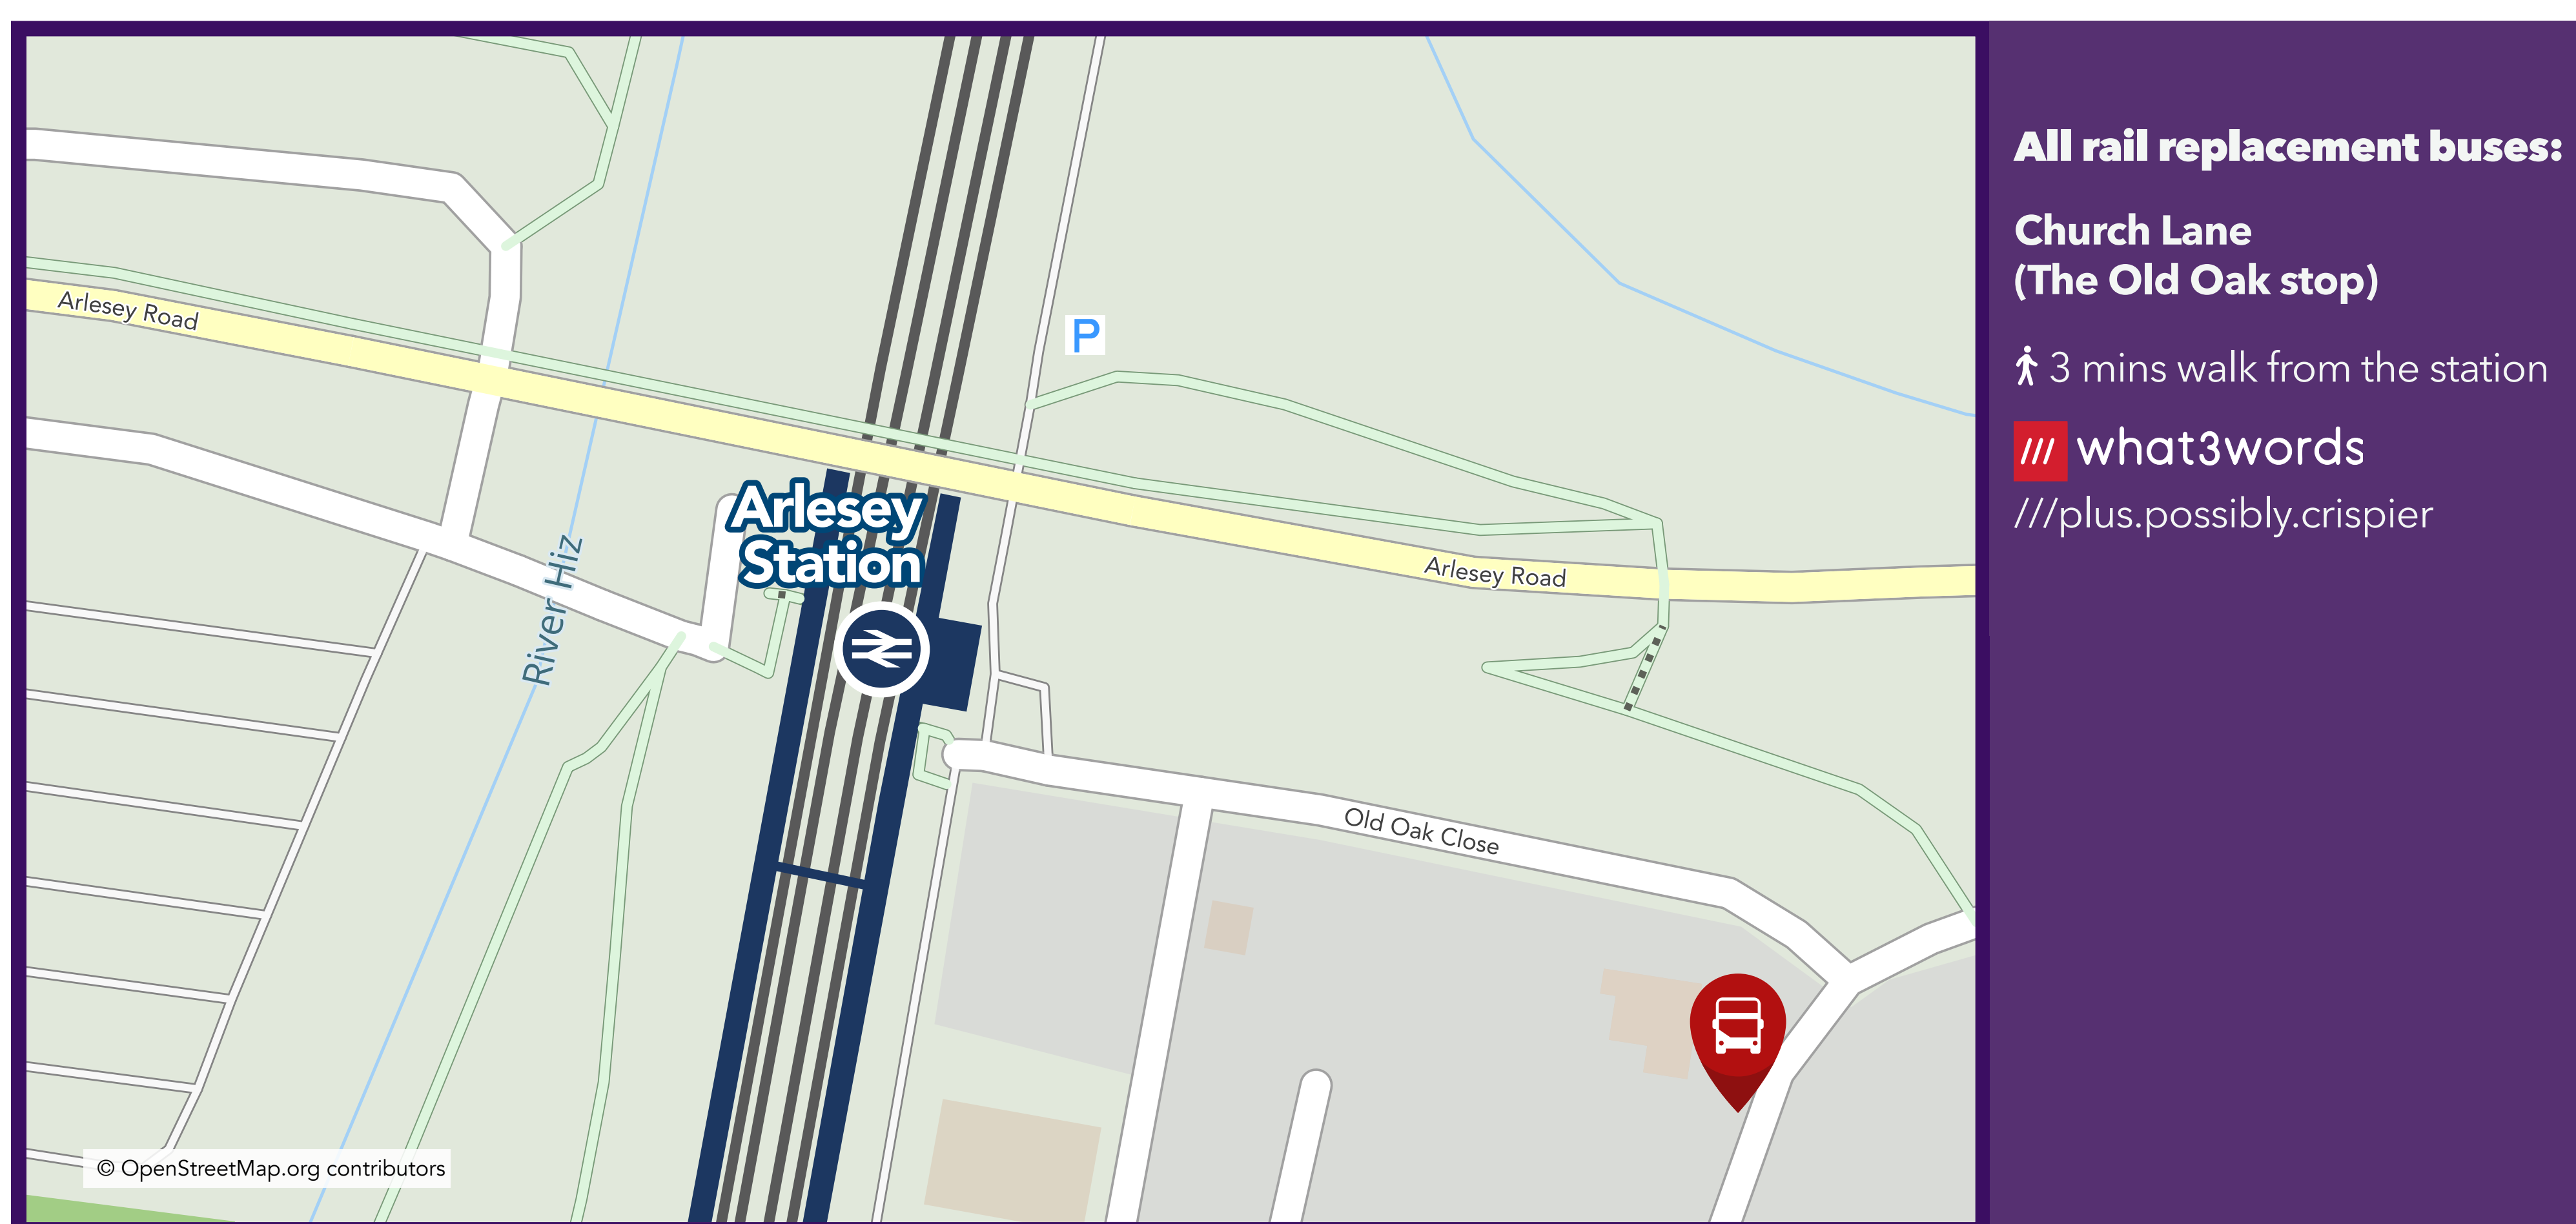 All rail replacement buses:
Church Lane
(The Old Oak stop)
3 mins walk from the station
what3words
///plus.possibly.crispier
Arlesey Road
P
Arlesey
Station
Arlesey Road
River Hiz
Old Oak Close
© OpenStreetMap.org contributors